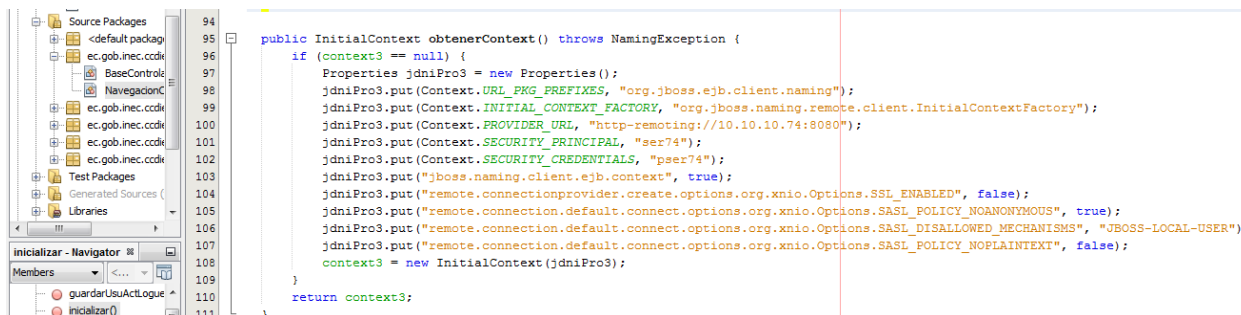 Source Packages
<default packag
ec.gob.inec.ccdie
BaseControla
NavegacionC
ec.gob.inec.ccdie
ec.gob.inec.ccdie
ec.gob.inec.ccdie
ec.gob.inec.ccdie
Test Packages
Generated Sources (
Libraries
inicializar - Navigator
Members
<...
guardarUsuActLogue
inicializar()
94
95 public InitialContext obtenerContext() throws NamingException {
96 if (context3 == null) {
97 Properties jdniPro3 = new Properties();
98 jdniPro3.put(Context.URL_PKG_PREFIXES, "org.jboss.ejb.client.naming");
99 jdniPro3.put(Context.INITIAL_CONTEXT_FACTORY, "org.jboss.naming.remote.client.InitialContextFactory");
100 jdniPro3.put(Context.PROVIDER_URL, "http-remoting://10.10.10.74:8080");
101 jdniPro3.put(Context.SECURITY_PRINCIPAL, "ser74");
102 jdniPro3.put(Context.SECURITY_CREDENTIALS, "pser74");
103 jdniPro3.put("jboss.naming.client.ejb.context", true);
104 jdniPro3.put("remote.connectionprovider.create.options.org.xnio.Options.SSL_ENABLED", false);
105 jdniPro3.put("remote.connection.default.connect.options.org.xnio.Options.SASL_POLICY_NOANONYMOUS", true);
106 jdniPro3.put("remote.connection.default.connect.options.org.xnio.Options.SASL_DISALLOWED_MECHANISMS", "JBOSS-LOCAL-USER")
107 jdniPro3.put("remote.connection.default.connect.options.org.xnio.Options.SASL_POLICY_NOPLAINTEXT", false);
108 context3 = new InitialContext(jdniPro3);
109 }
110 return context3;
111